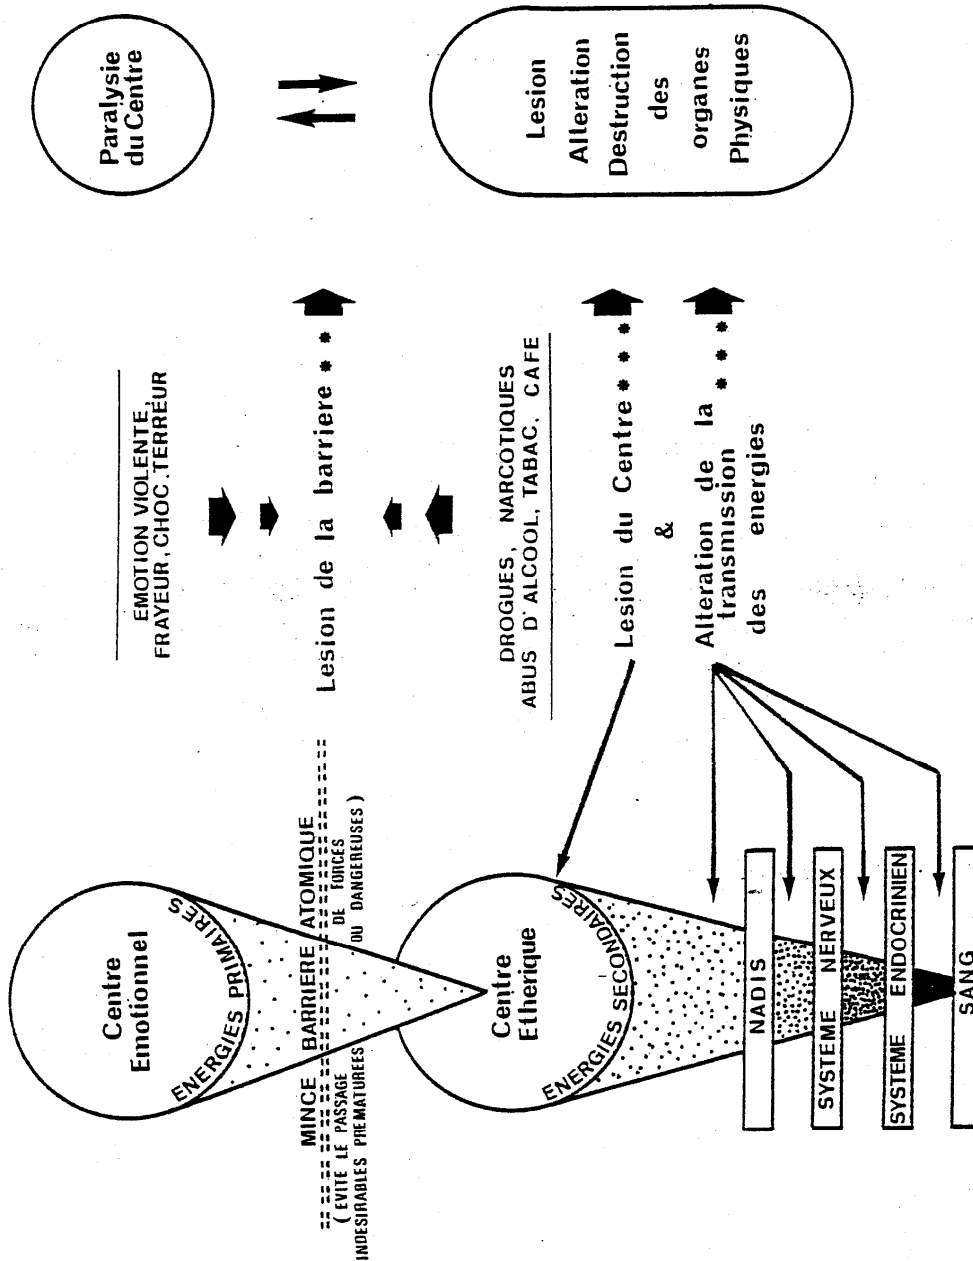 Centre
Emotionnel
ENERGIES PRIMAIRES
MINCE BARRIERE ATOMIQUE
( EVITE LE PASSAGE DE FORCES
INDESIRABLES PREMATUREES OU DANGEREUSES )
Centre
Etherique
ENERGIES SECONDAIRES
NADIS
SYSTEME NERVEUX
SYSTEME ENDOCRINIEN
SANG
EMOTION VIOLENTE,
FRAYEUR, CHOC .TERREUR
Lesion de la barriere * *
DROGUES, NARCOTIQUES
ABUS D'ALCOOL, TABAC, CAFE
Lesion du Centre * * *
&
Alteration de la * * * *
transmission
des energies
Paralysie
du Centre
Lesion
Alteration
Destruction
des
organes
Physiques